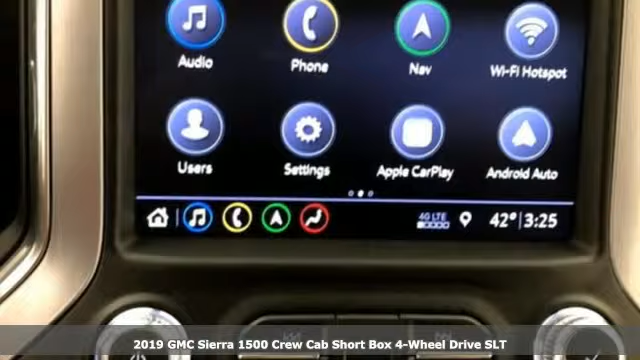 Audio Phone Nav Wi-Fi Hotspot
Users Settings Apple CarPlay Android Auto
4G LTE 42° 3:25
2019 GMC Sierra 1500 Crew Cab Short Box 4-Wheel Drive SLT